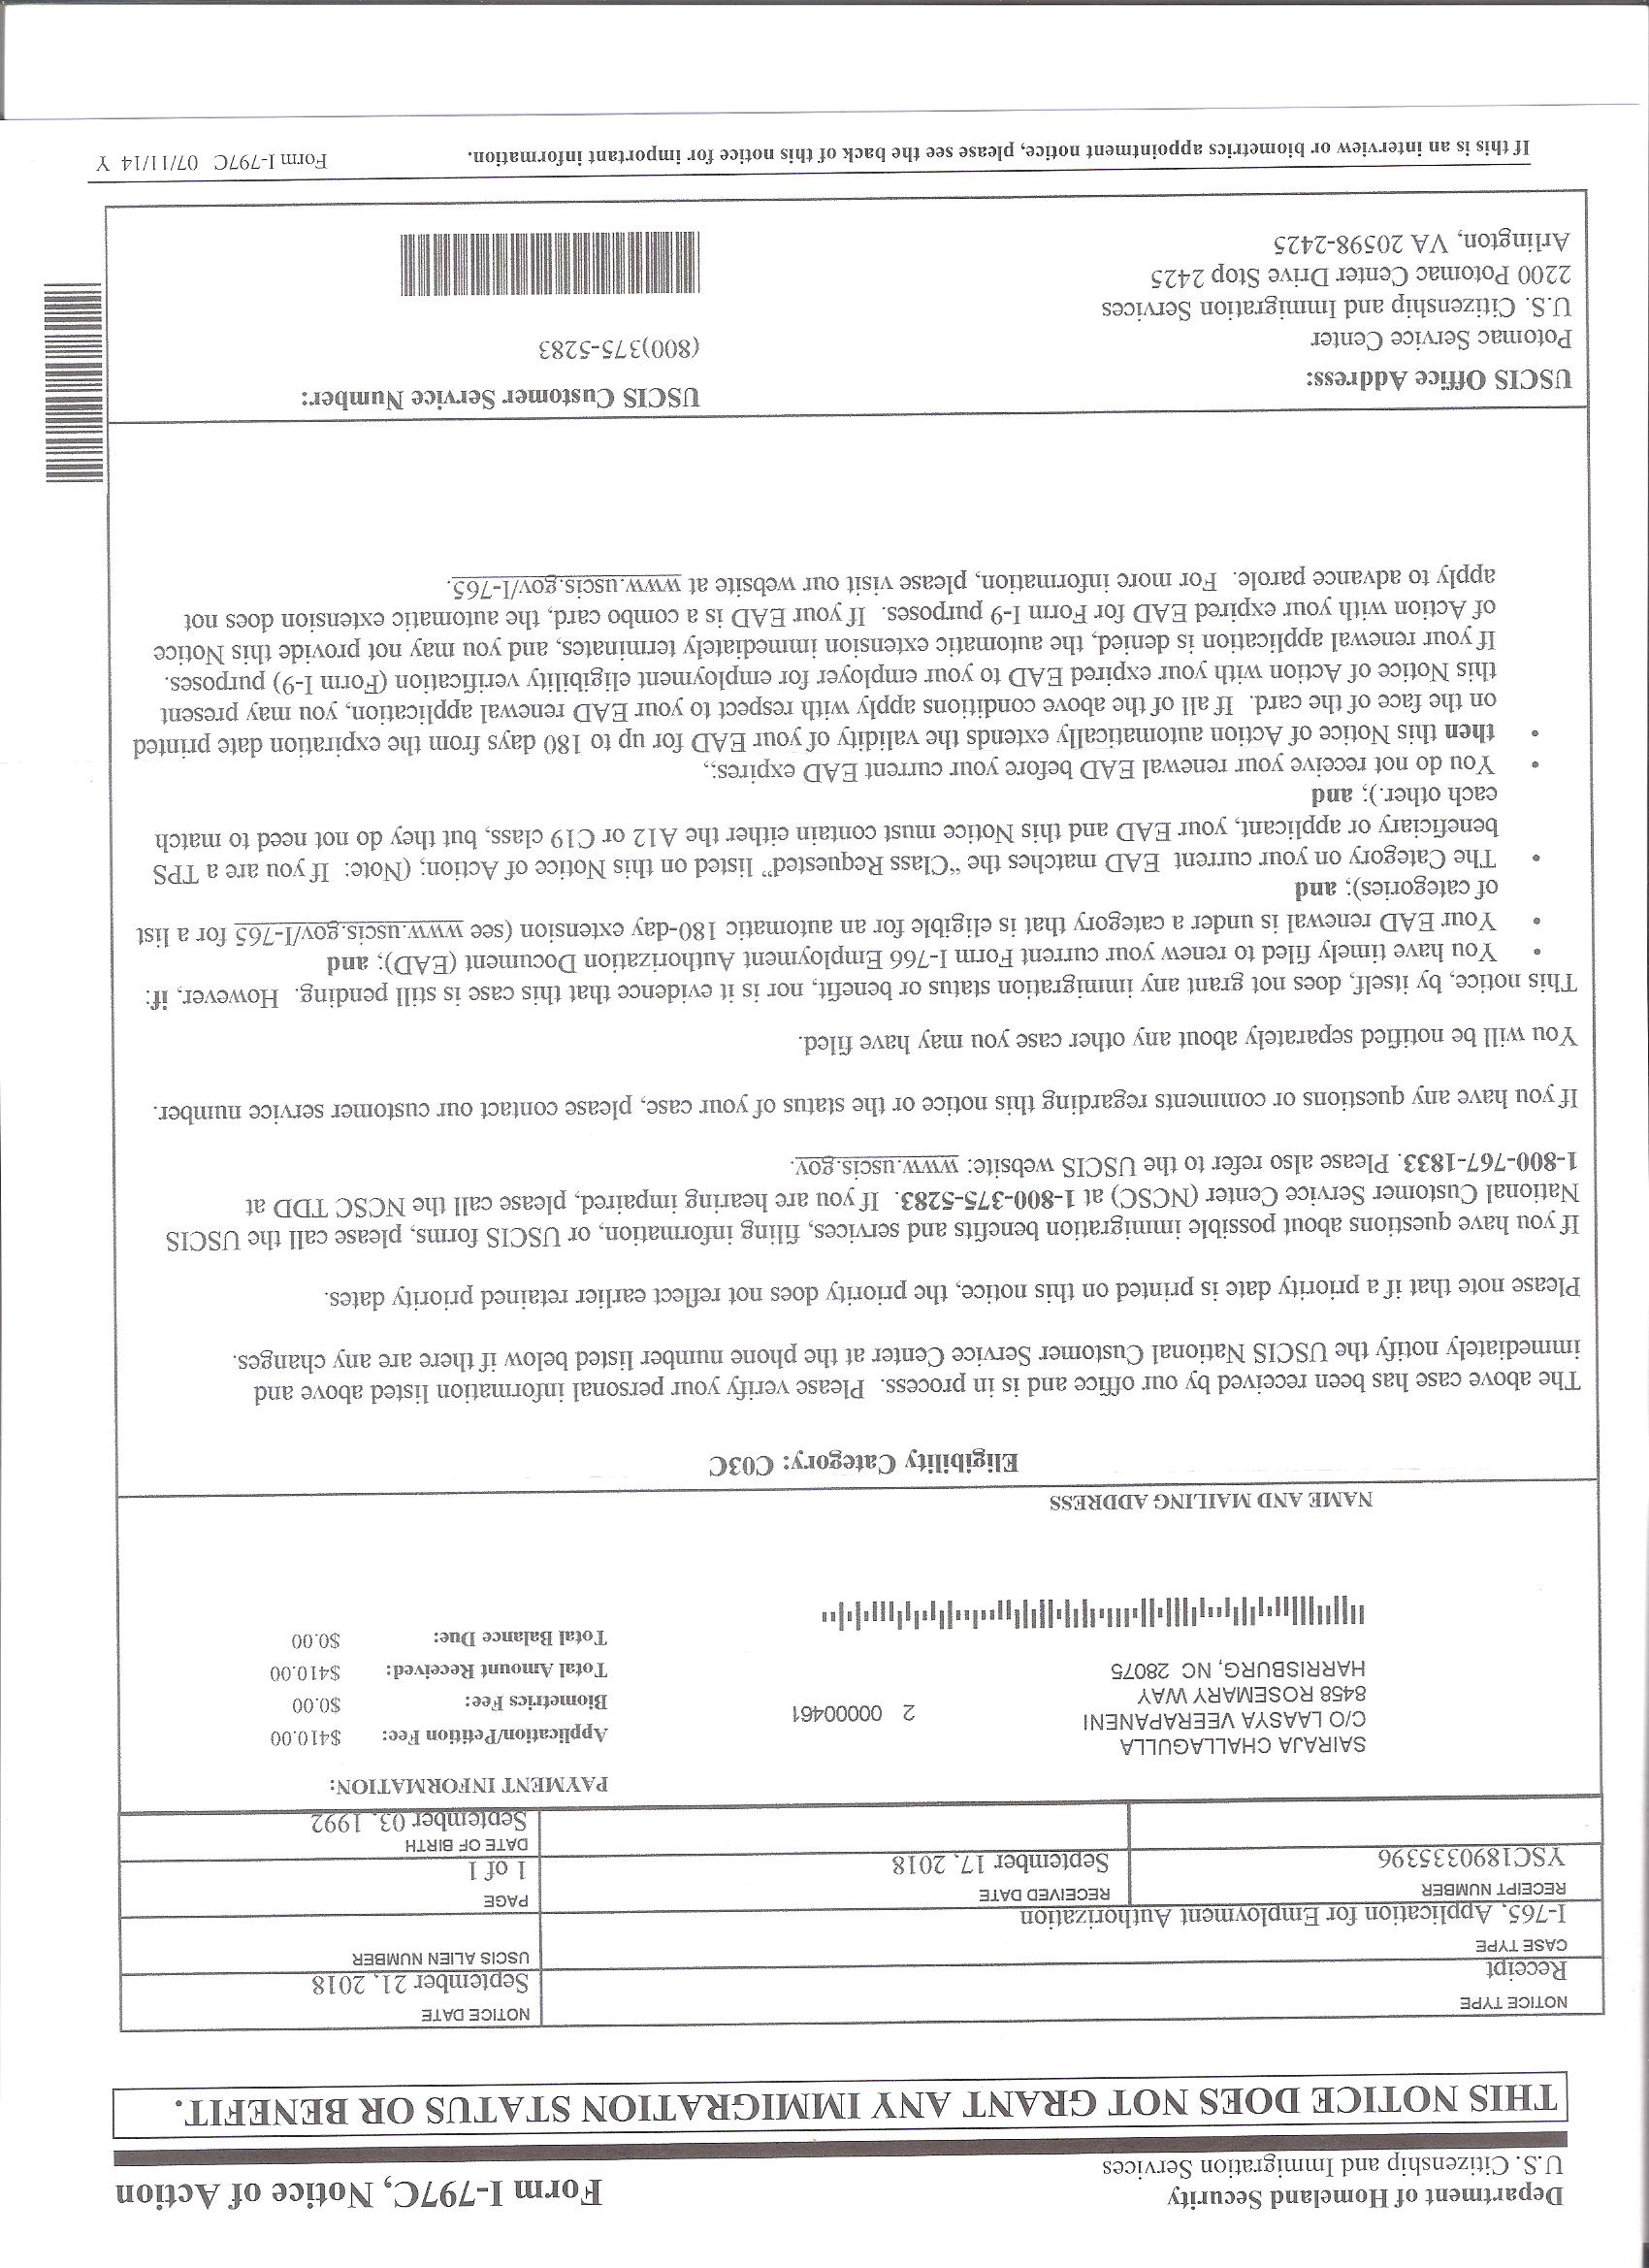 Department of Homeland Security
U.S. Citizenship and Immigration Services
Form I-797C, Notice of Action
THIS NOTICE DOES NOT GRANT ANY IMMIGRATION STATUS OR BENEFIT.
NOTICE TYPE
Receipt
NOTICE DATE
September 21, 2018
CASE TYPE
I-765, Application for Employment Authorization
USCIS ALIEN NUMBER
RECEIPT NUMBER
YSC1890335396
RECEIVED DATE
September 17, 2018
PAGE
1 of 1
DATE OF BIRTH
September 03, 1992
SAIRAJA CHALLAGULLA
C/O LAASYA VEERAPANENI
8458 ROSEMARY WAY
HARRISBURG, NC 28075
2 00000461
PAYMENT INFORMATION:
Application/Petition Fee: $410.00
Biometrics Fee: $0.00
Total Amount Received: $410.00
Total Balance Due: $0.00
NAME AND MAILING ADDRESS
Eligibility Category: C03C
The above case has been received by our office and is in process. Please verify your personal information listed above and
immediately notify the USCIS National Customer Service Center at the phone number listed below if there are any changes.
Please note that if a priority date is printed on this notice, the priority does not reflect earlier retained priority dates.
If you have questions about possible immigration benefits and services, filing information, or USCIS forms, please call the USCIS
National Customer Service Center (NCSC) at 1-800-375-5283. If you are hearing impaired, please call the NCSC TDD at
1-800-767-1833. Please also refer to the USCIS website: www.uscis.gov.
If you have any questions or comments regarding this notice or the status of your case, please contact our customer service number.
You will be notified separately about any other case you may have filed.
This notice, by itself, does not grant any immigration status or benefit, nor is it evidence that this case is still pending. However, if:
• You have timely filed to renew your current Form I-766 Employment Authorization Document (EAD); and
• Your EAD renewal is under a category that is eligible for an automatic 180-day extension (see www.uscis.gov/I-765 for a list
of categories); and
• The Category on your current EAD matches the “Class Requested” listed on this Notice of Action; (Note: If you are a TPS
beneficiary or applicant, your EAD and this Notice must contain either the A12 or C19 class, but they do not need to match
each other.); and
• You do not receive your renewal EAD before your current EAD expires;,
• then this Notice of Action automatically extends the validity of your EAD for up to 180 days from the expiration date printed
on the face of the card. If all of the above conditions apply with respect to your EAD renewal application, you may present
this Notice of Action with your expired EAD to your employer for employment eligibility verification (Form I-9) purposes.
If your renewal application is denied, the automatic extension immediately terminates, and you may not provide this Notice
of Action with your expired EAD for Form I-9 purposes. If your EAD is a combo card, the automatic extension does not
apply to advance parole. For more information, please visit our website at www.uscis.gov/I-765.
USCIS Office Address:
Potomac Service Center
U.S. Citizenship and Immigration Services
2200 Potomac Center Drive Stop 2425
Arlington, VA 20598-2425
USCIS Customer Service Number:
(800)375-5283
If this is an interview or biometrics appointment notice, please see the back of this notice for important information.
Form I-797C 07/11/14 Y